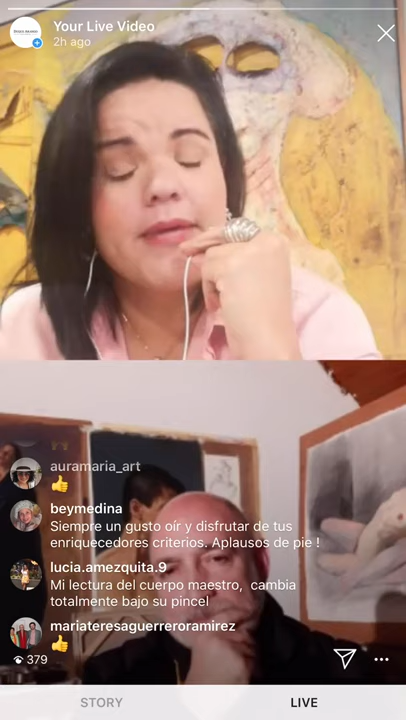 Your Live Video
2h ago
auramaria_art
👍
beymedina
Siempre un gusto oír y disfrutar de tus
enriquecedores criterios. Aplausos de pie !
lucia.amezquita.9
Mi lectura del cuerpo maestro,  cambia
totalmente bajo su pincel
mariateresaguerreroramirez
👍
379
STORY
LIVE